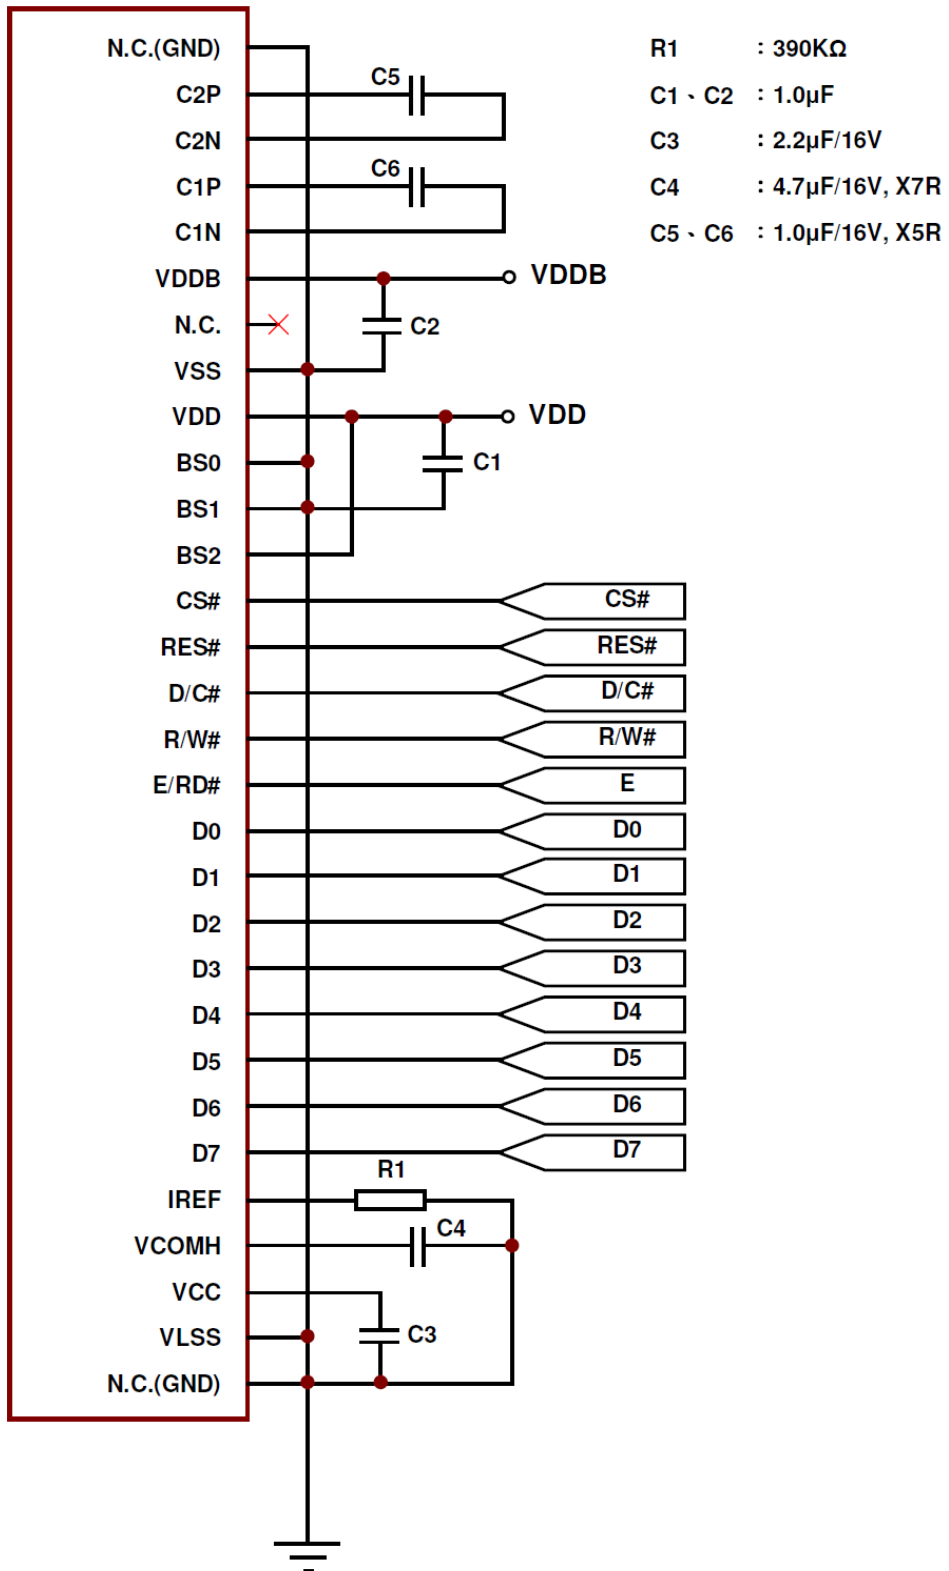 N.C.(GND)
R1 : 390KΩ
C5
C2P
C1、C2 : 1.0μF
C2N
C3 : 2.2μF/16V
C6
C1P
C4 : 4.7μF/16V, X7R
C1N
C5、C6 : 1.0μF/16V, X5R
VDDB
VDDB
N.C.
C2
VSS
VDD
VDD
BS0
C1
BS1
BS2
CS#
CS#
RES#
RES#
D/C#
D/C#
R/W#
R/W#
E/RD#
E
D0
D0
D1
D1
D2
D2
D3
D3
D4
D4
D5
D5
D6
D6
D7
D7
R1
IREF
C4
VCOMH
VCC
C3
VLSS
N.C.(GND)